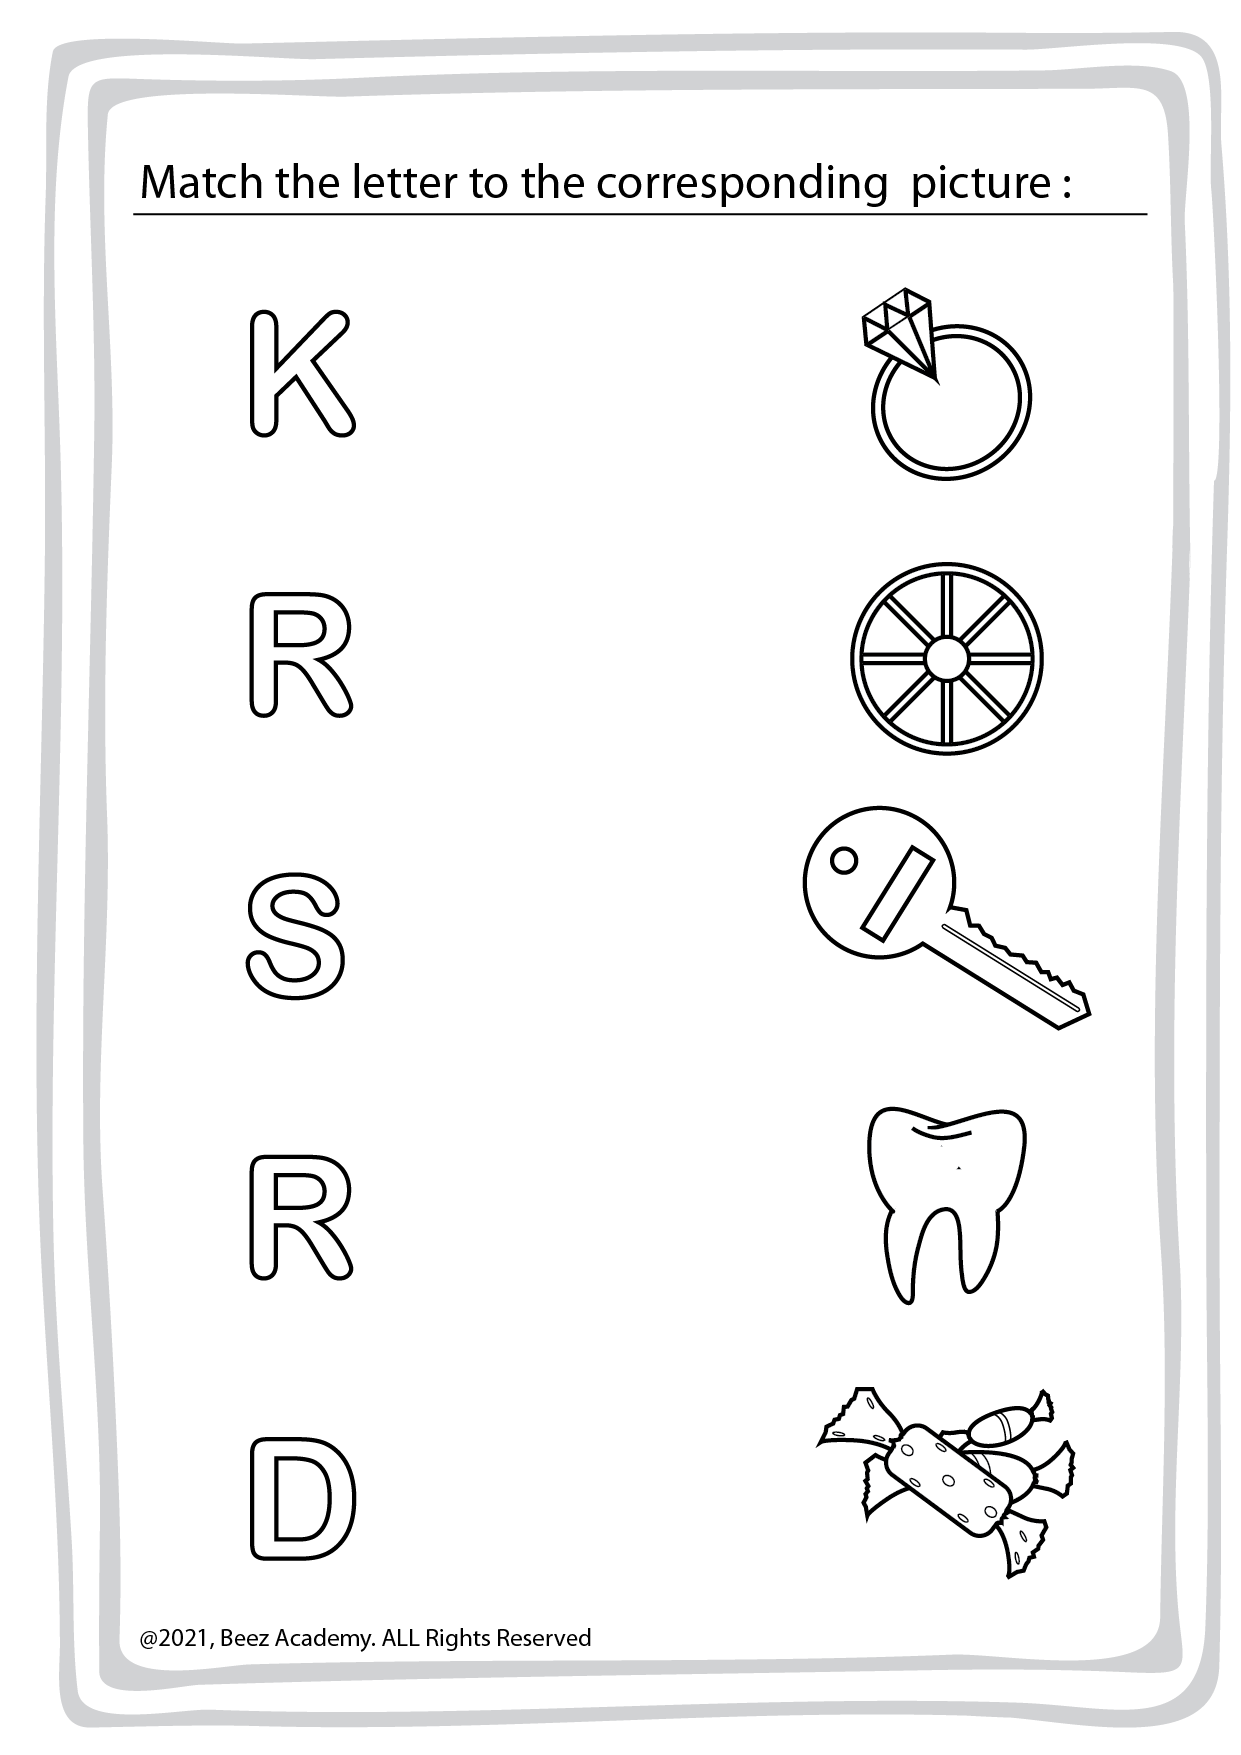 Match the letter to the corresponding picture :
K
R
S
R
D
@2021, Beez Academy. ALL Rights Reserved